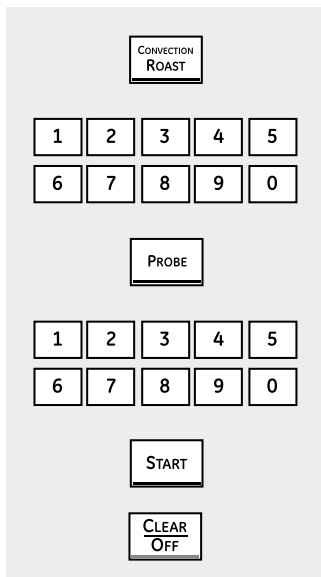 CONVECTION
ROAST
1 2 3 4 5
6 7 8 9 0
PROBE
1 2 3 4 5
6 7 8 9 0
START
CLEAR
OFF